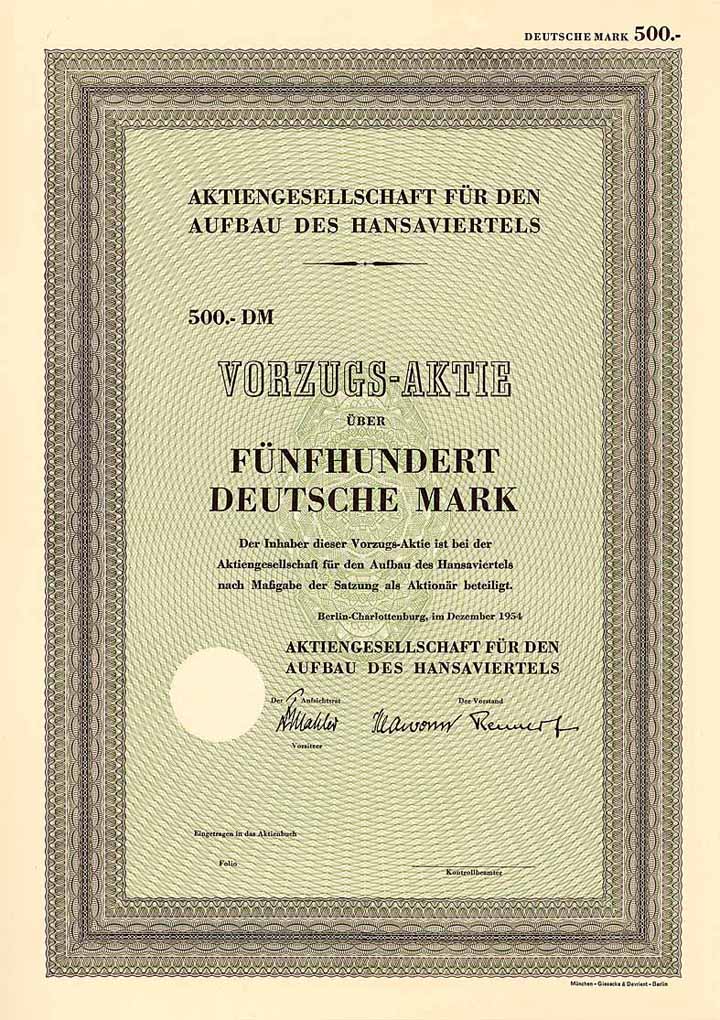 DEUTSCHE MARK 500.-
AKTIENGESELLSCHAFT FÜR DEN
AUFBAU DES HANSAVIERTELS
500.- DM
VORZUGS-AKTIE
ÜBER
FÜNFHUNDERT
DEUTSCHE MARK
Der Inhaber dieser Vorzugs-Aktie ist bei der
Aktiengesellschaft für den Aufbau des Hansaviertels
nach Maßgabe der Satzung als Aktionär beteiligt.
Berlin-Charlottenburg, im Dezember 1954
AKTIENGESELLSCHAFT FÜR DEN
AUFBAU DES HANSAVIERTELS
Der Aufsichtsrat Der Vorstand
Mahler
Vorsitzer
Eingetragen in das Aktienbuch
Folio
Kontrollbeamter
München - Giesecke & Devrient - Berlin